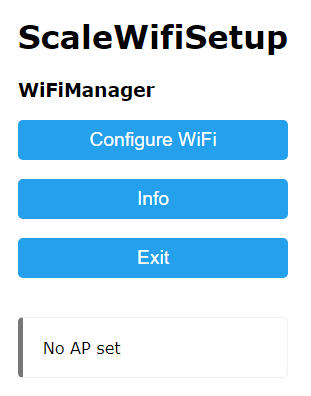 ScaleWifiSetup
WiFiManager
Configure WiFi
Info
Exit
No AP set